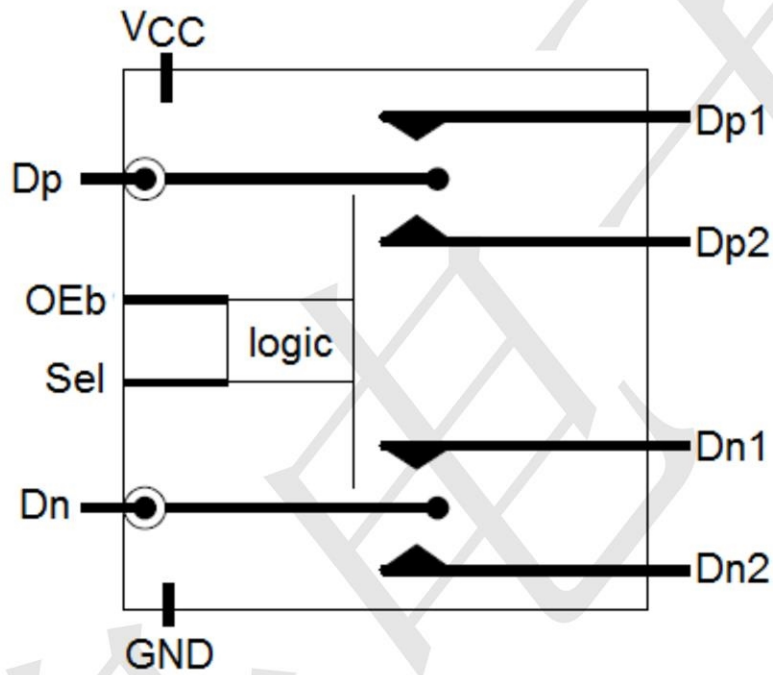 VCC
Dp1
Dp
Dp2
OEb
logic
Sel
Dn1
Dn
Dn2
GND